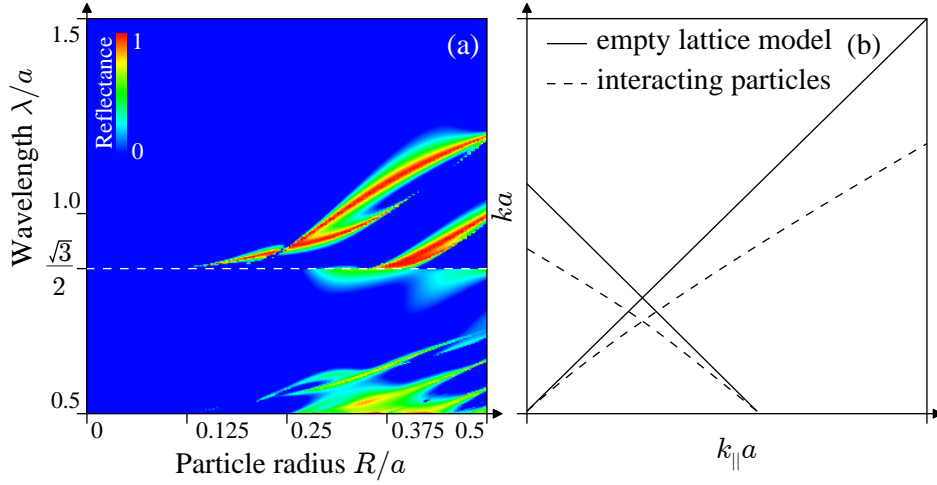 1.5
Wavelength λ/a
1.0
√3
2
0.5
Reflectance
1
0
(a)
0
0.125
0.25
0.375
0.5
Particle radius R/a
(b)
empty lattice model
interacting particles
ka
k||a